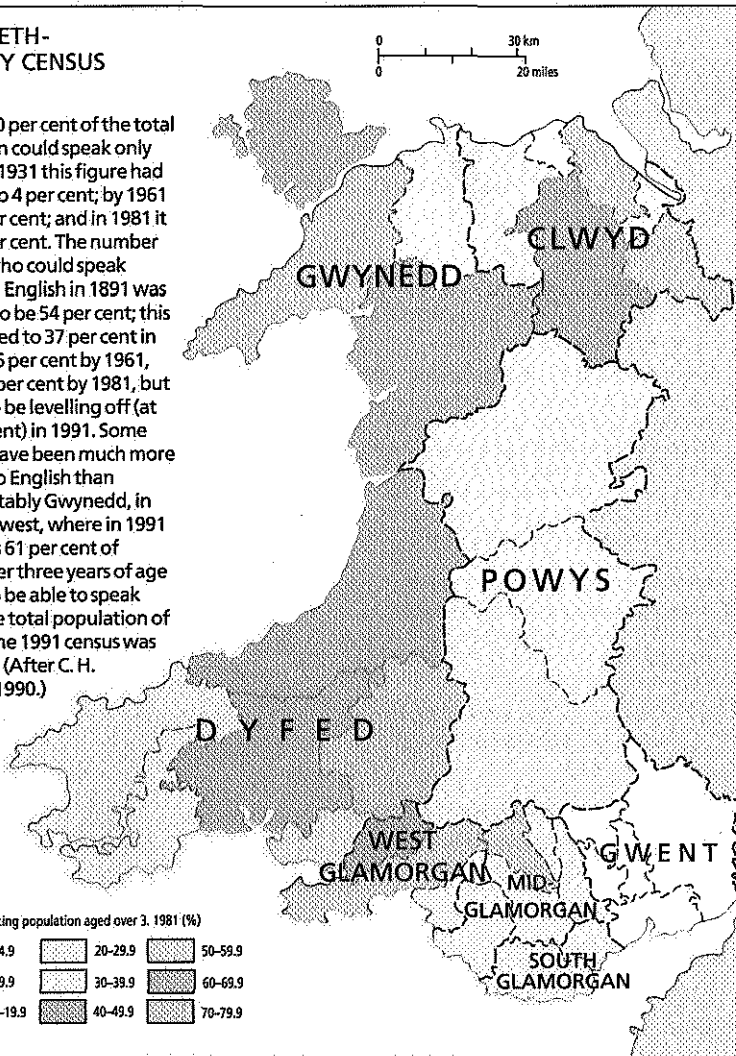 ETH-
Y CENSUS
0 30 km
0 20 miles
0 per cent of the total
n could speak only
1931 this figure had
o 4 per cent; by 1961
r cent; and in 1981 it
er cent. The number
ho could speak
English in 1891 was
o be 54 per cent; this
ed to 37 per cent in
6 per cent by 1961,
per cent by 1981, but
be levelling off (at
ent) in 1991. Some
ave been much more
o English than
tably Gwynedd, in
west, where in 1991
s 61 per cent of
er three years of age
o be able to speak
e total population of
he 1991 census was
(After C. H.
1990.)
CLWYD
GWYNEDD
POWYS
DYFED
WEST
GLAMORGAN
GWENT
MID
GLAMORGAN
SOUTH
GLAMORGAN
king population aged over 3. 1981 (%)
4.9 20–29.9 50–59.9
9.9 30–39.9 60–69.9
–19.9 40–49.9 70–79.9